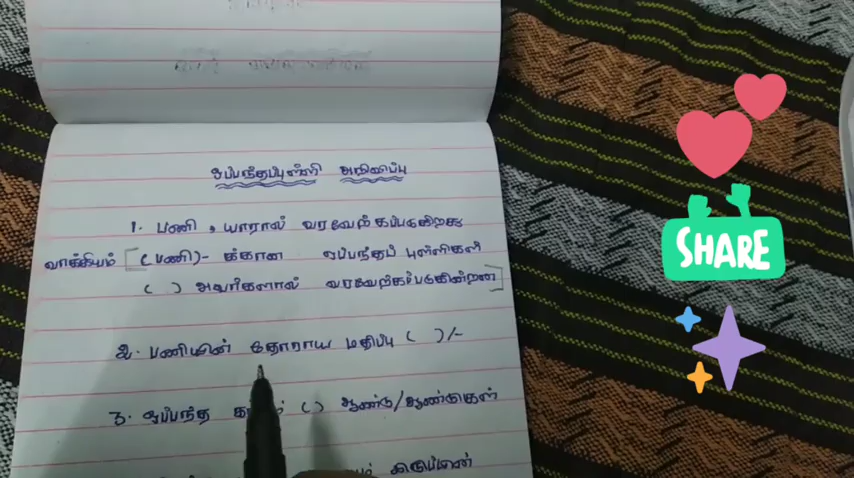 ஒப்பந்தப்புள்ளி அறிவிப்பு
1. பணி, யாரால் வரவேற்கப்படுகிறது
வாக்கியம் [(பணி)- க்கான ஒப்பந்தப் புள்ளிகள்
( ) அவர்களால் வரவேற்கப்படுகின்றன]
2. பணியின் தோராய மதிப்பு ( ) /-
3. ஒப்பந்த ( ) ஆண்டு/ஆண்டுகள்
SHARE